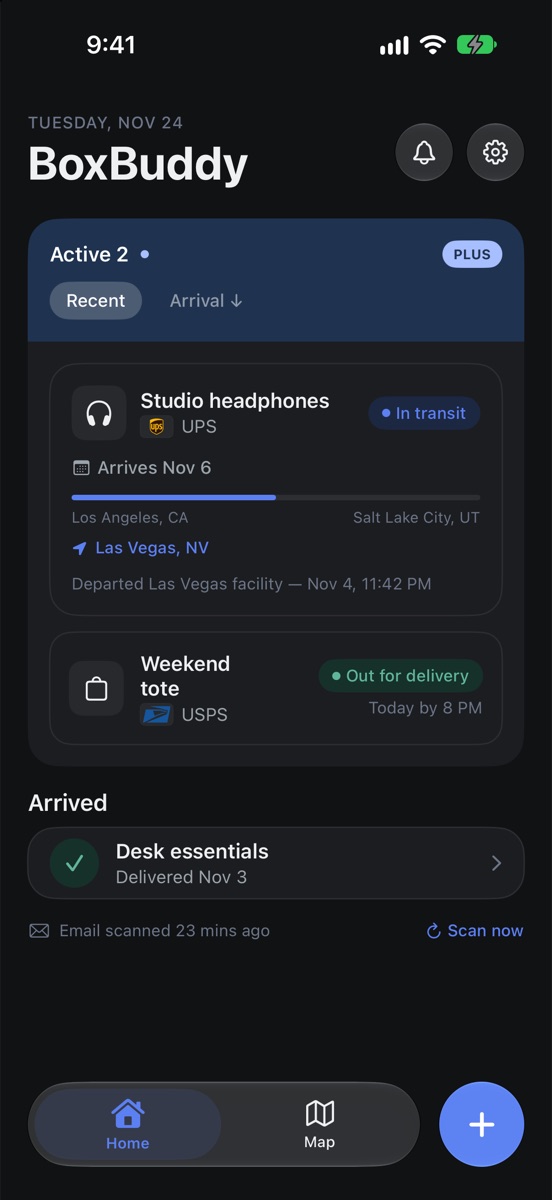 9:41
TUESDAY, NOV 24
BoxBuddy
Active 2
PLUS
Recent
Arrival ↓
Studio headphones
In transit
ups UPS
Arrives Nov 6
Los Angeles, CA
Salt Lake City, UT
Las Vegas, NV
Departed Las Vegas facility — Nov 4, 11:42 PM
Weekend
tote
Out for delivery
USPS
Today by 8 PM
Arrived
Desk essentials
Delivered Nov 3
Email scanned 23 mins ago
Scan now
Home
Map